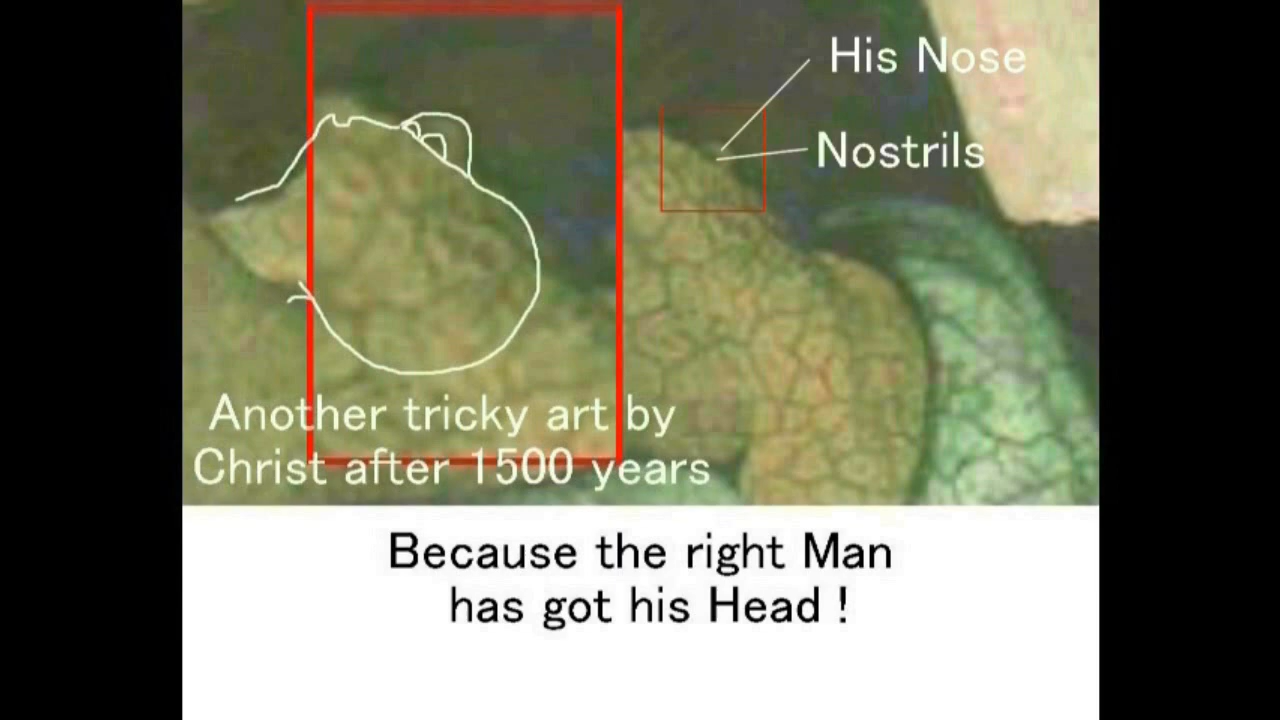 His Nose
Nostrils
Another tricky art by
Christ after 1500 years
Because the right Man
has got his Head !